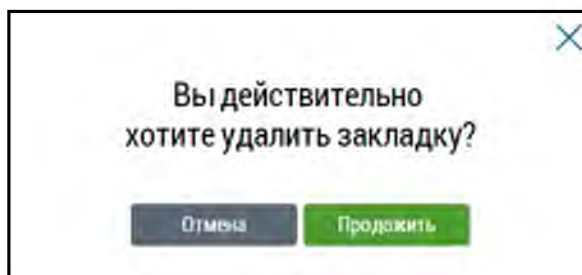 Вы действительно
хотите удалить закладку?
Отмена
Продожить